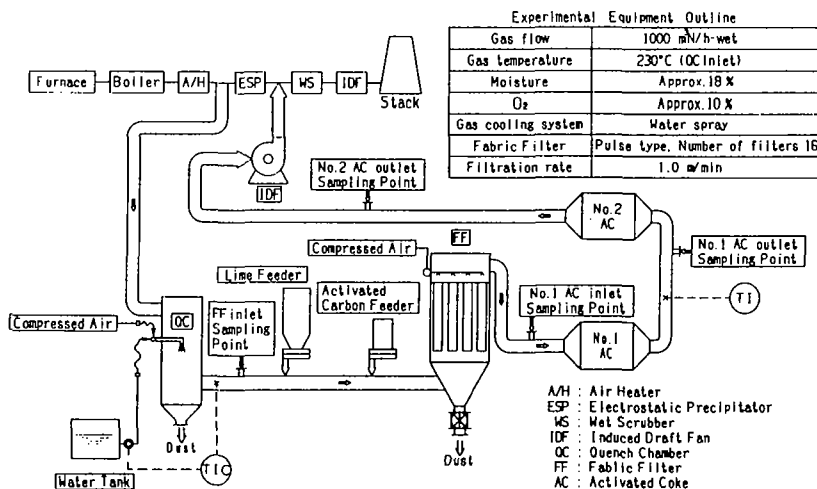 Experimental Equipment Outline
Gas flow 1000 m³N/h-wet
Gas temperature 230°C (QC Inlet)
Moisture Approx. 18 %
O₂ Approx. 10 %
Gas cooling system Water spray
Fabric Filter Pulse type, Number of filters 16
Filtration rate 1.0 m/min
Furnace Boiler A/H ESP WS IDF
Stack
IDF
No.2 AC outlet
Sampling Point
No.2
AC
No.1 AC outlet
Sampling Point
TI
Compressed Air
FF
No.1 AC inlet
Sampling Point
No.1
AC
Lime Feeder
Activated
Carbon Feeder
FF inlet
Sampling
Point
QC
Compressed Air
Dust
Dust
TIC
Water Tank
A/H : Air Heater
ESP : Electrostatic Precipitator
WS : Wet Scrubber
IDF : Induced Draft Fan
QC : Quench Chamber
FF : Fablic Filter
AC : Activated Coke